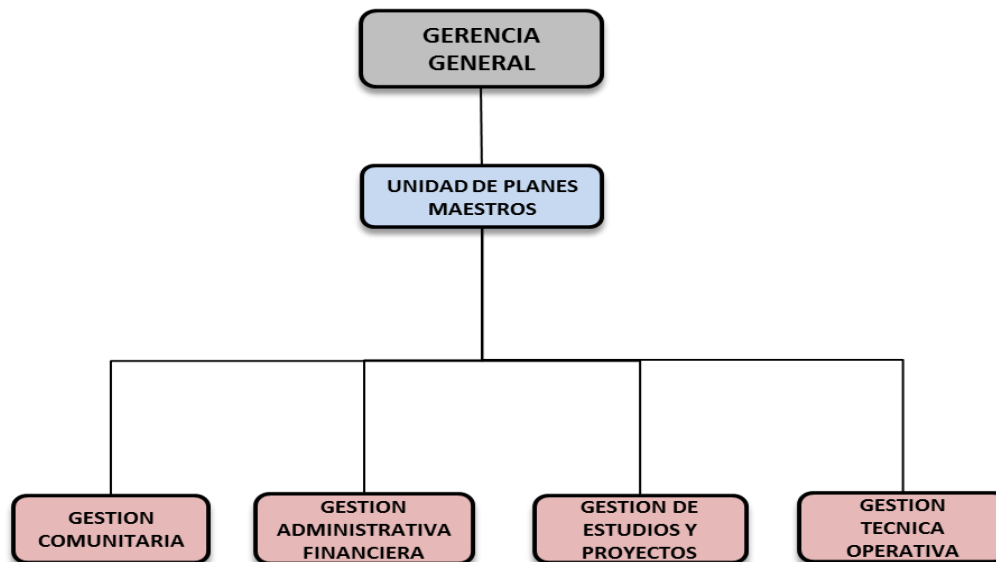 GERENCIA
GENERAL
UNIDAD DE PLANES
MAESTROS
GESTION
COMUNITARIA
GESTION
ADMINISTRATIVA
FINANCIERA
GESTION DE
ESTUDIOS Y
PROYECTOS
GESTION
TECNICA
OPERATIVA